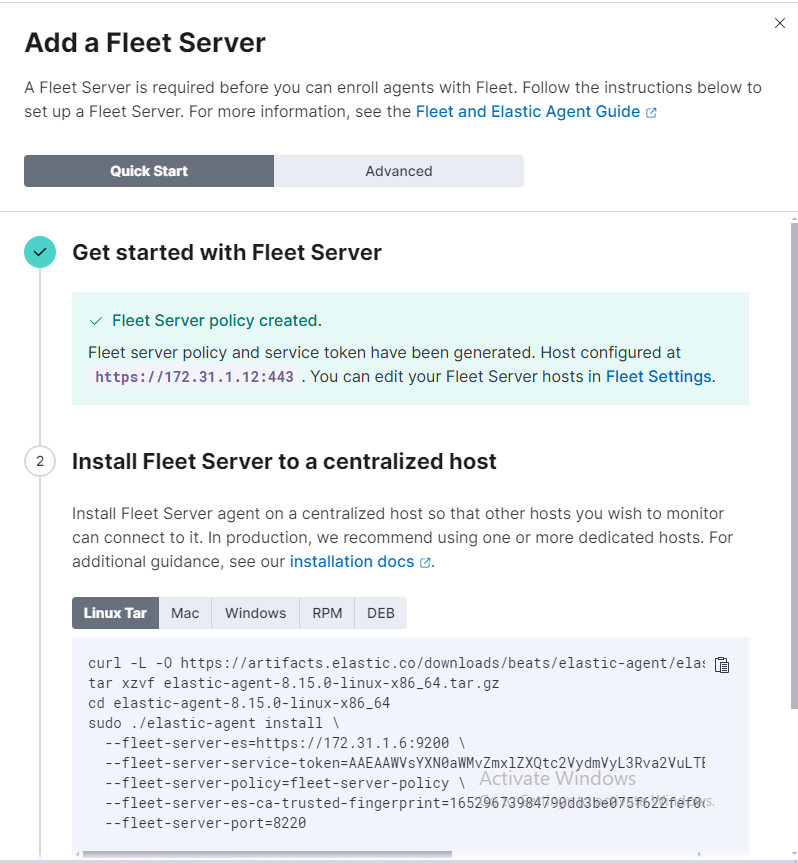 Add a Fleet Server
A Fleet Server is required before you can enroll agents with Fleet. Follow the instructions below to
set up a Fleet Server. For more information, see the Fleet and Elastic Agent Guide
Quick Start
Advanced
Get started with Fleet Server
Fleet Server policy created.
Fleet server policy and service token have been generated. Host configured at
https://172.31.1.12:443 . You can edit your Fleet Server hosts in Fleet Settings.
2
Install Fleet Server to a centralized host
Install Fleet Server agent on a centralized host so that other hosts you wish to monitor
can connect to it. In production, we recommend using one or more dedicated hosts. For
additional guidance, see our installation docs.
Linux Tar
Mac
Windows
RPM
DEB
curl -L -O https://artifacts.elastic.co/downloads/beats/elastic-agent/elas
tar xzvf elastic-agent-8.15.0-linux-x86_64.tar.gz
cd elastic-agent-8.15.0-linux-x86_64
sudo ./elastic-agent install \
--fleet-server-es=https://172.31.1.6:9200 \
--fleet-server-service-token=
--fleet-server-policy=fleet-server-policy \
Activate Windows
--fleet-server-es-ca-trusted-fingerprint=
--fleet-server-port=8220